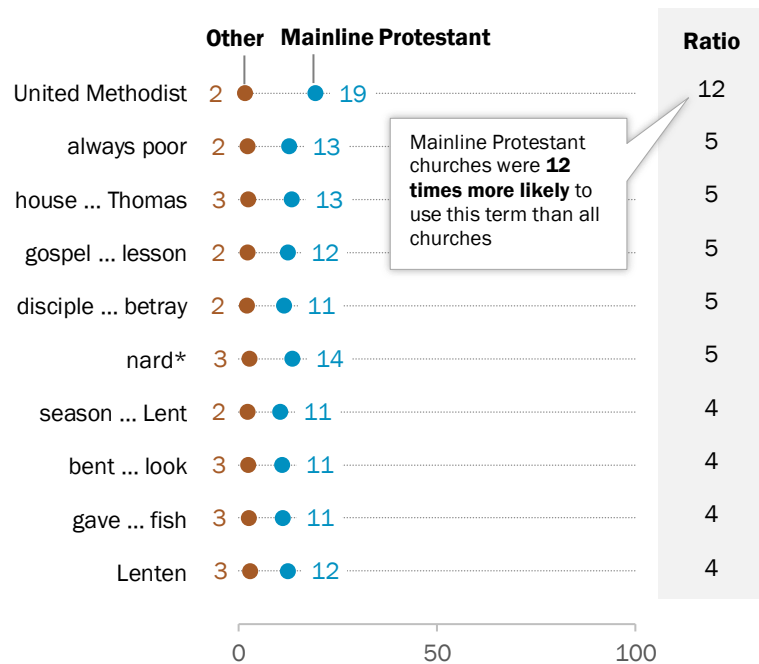 Other Mainline Protestant Ratio
United Methodist 2 19 12
always poor 2 13 5
house ... Thomas 3 13 5
gospel ... lesson 2 12 5
disciple ... betray 2 11 5
nard* 3 14 5
season ... Lent 2 11 4
bent ... look 3 11 4
gave ... fish 3 11 4
Lenten 3 12 4
Mainline Protestant
churches were 12
times more likely to
use this term than all
churches
0 50 100